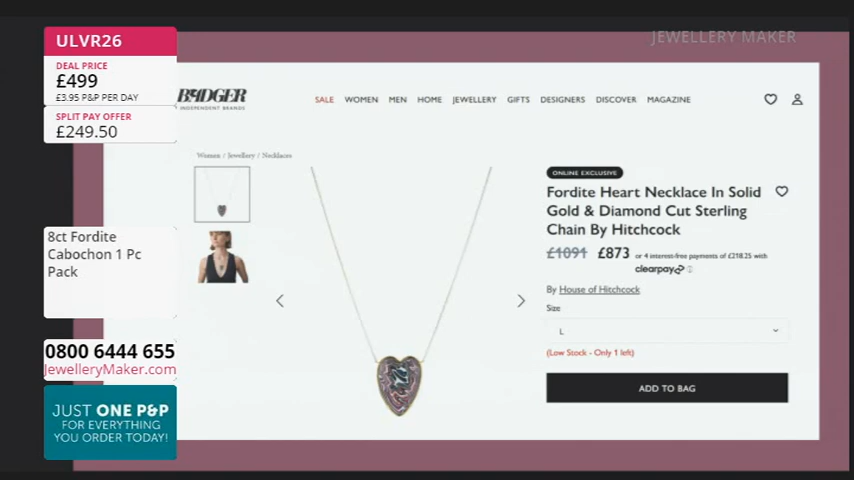 ULVR26
DEAL PRICE
£499
£3.95 P&P PER DAY
SPLIT PAY OFFER
£249.50
8ct Fordite
Cabochon 1 Pc
Pack
0800 6444 655
JewelleryMaker.com
JUST ONE P&P
FOR EVERYTHING
YOU ORDER TODAY!
JEWELLERY MAKER
INDEPENDENT BRANDS
SALE WOMEN MEN HOME JEWELLERY GIFTS DESIGNERS DISCOVER MAGAZINE
Women / Jewellery / Necklaces
ONLINE EXCLUSIVE
Fordite Heart Necklace In Solid
Gold & Diamond Cut Sterling
Chain By Hitchcock
£1091 £873 or 4 interest-free payments of £218.25 with
clearpay
By House of Hitchcock
Size
L
(Low Stock - Only 1 left)
ADD TO BAG